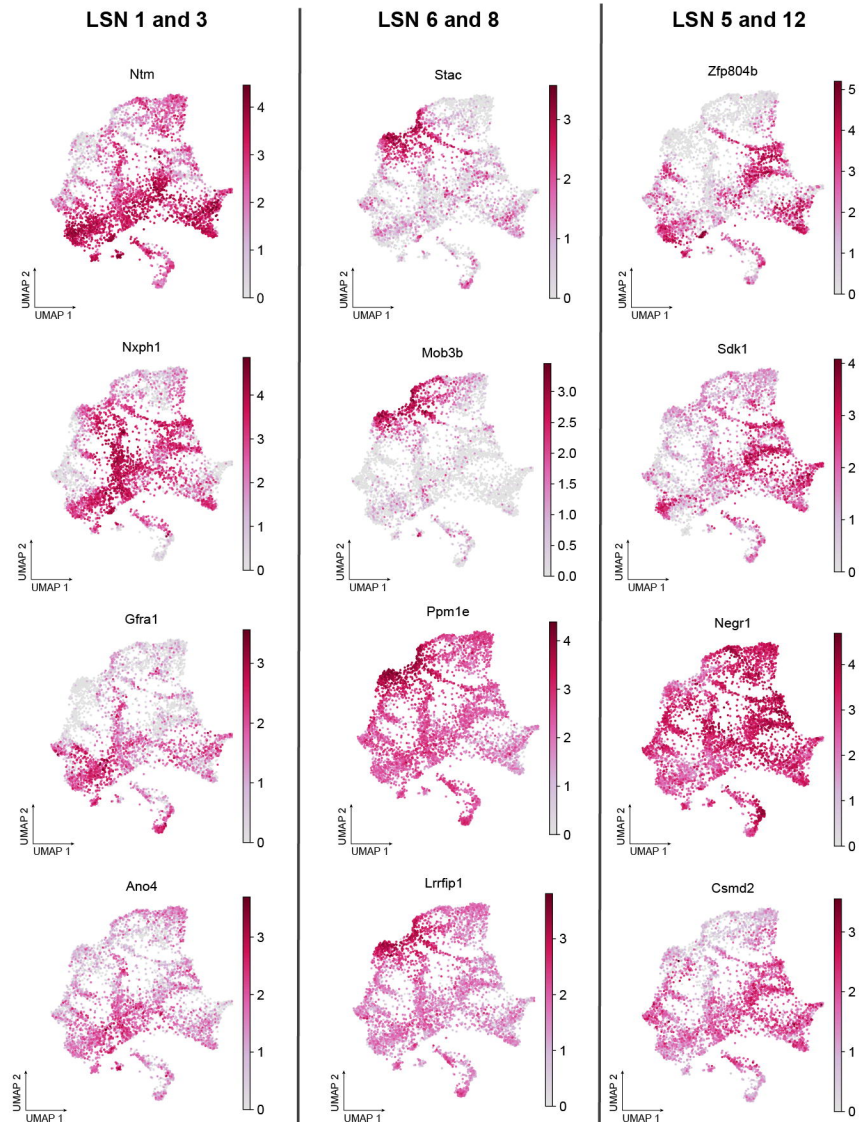 LSN 1 and 3
Ntm
4
3
2
1
0
UMAP 2
UMAP 1
Nxph1
4
3
2
1
0
UMAP 2
UMAP 1
Gfra1
3
2
1
0
UMAP 2
UMAP 1
Ano4
3
2
1
0
UMAP 2
UMAP 1
LSN 6 and 8
Stac
3
2
1
0
UMAP 2
UMAP 1
Mob3b
3.0
2.5
2.0
1.5
1.0
0.5
0.0
UMAP 2
UMAP 1
Ppm1e
4
3
2
1
0
UMAP 2
UMAP 1
Lrrfip1
3
2
1
0
UMAP 2
UMAP 1
LSN 5 and 12
Zfp804b
5
4
3
2
1
0
UMAP 2
UMAP 1
Sdk1
4
3
2
1
0
UMAP 2
UMAP 1
Negr1
4
3
2
1
0
UMAP 2
UMAP 1
Csmd2
3
2
1
0
UMAP 2
UMAP 1